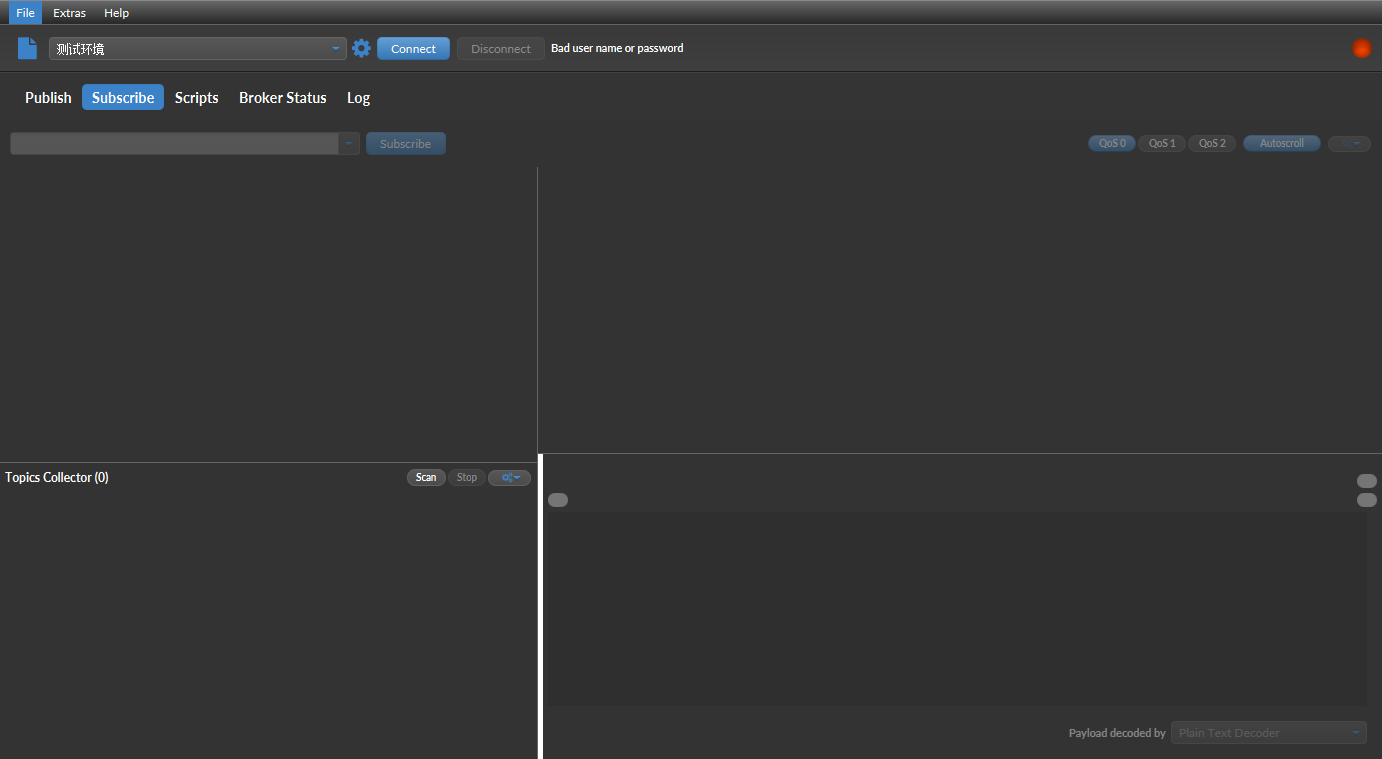 File Extras Help
测试环境 Connect Disconnect Bad user name or password
Publish Subscribe Scripts Broker Status Log
Subscribe QoS 0 QoS 1 QoS 2 Autoscroll
Topics Collector (0) Scan Stop
Payload decoded by Plain Text Decoder